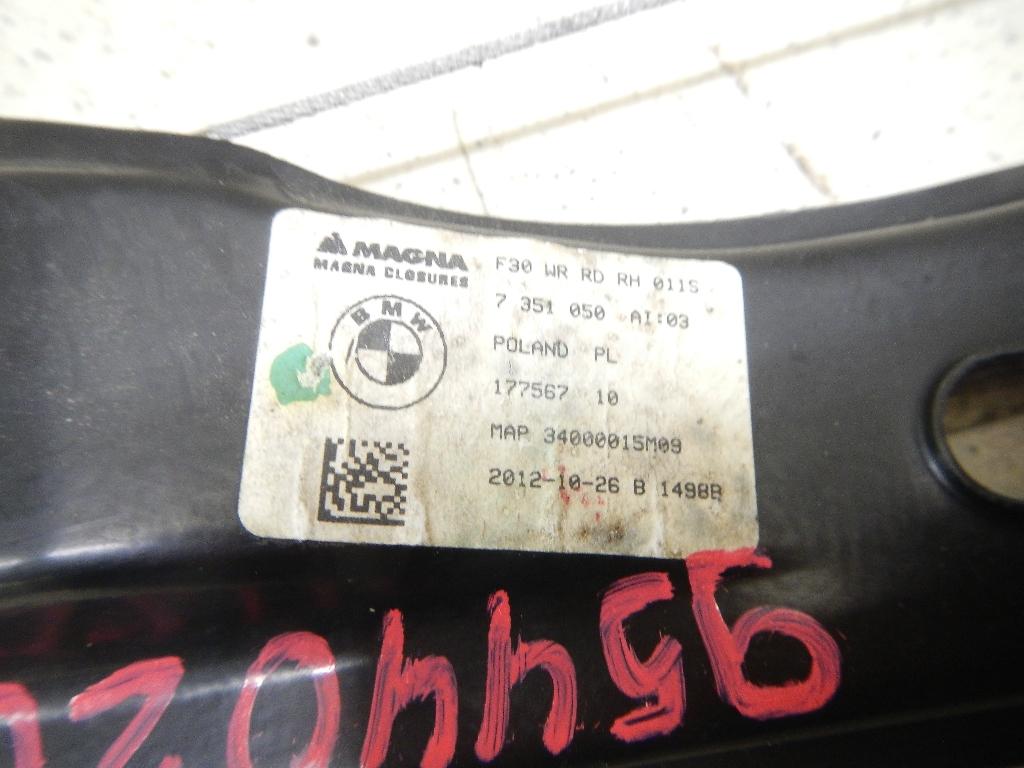 MAGNA
MAGNA CLOSURES
BMW
F30 WR RD RH 011S
7 351 050 AI:03
POLAND PL
177567 10
MAP 34000015M09
2012-10-26 B 1498B
954402